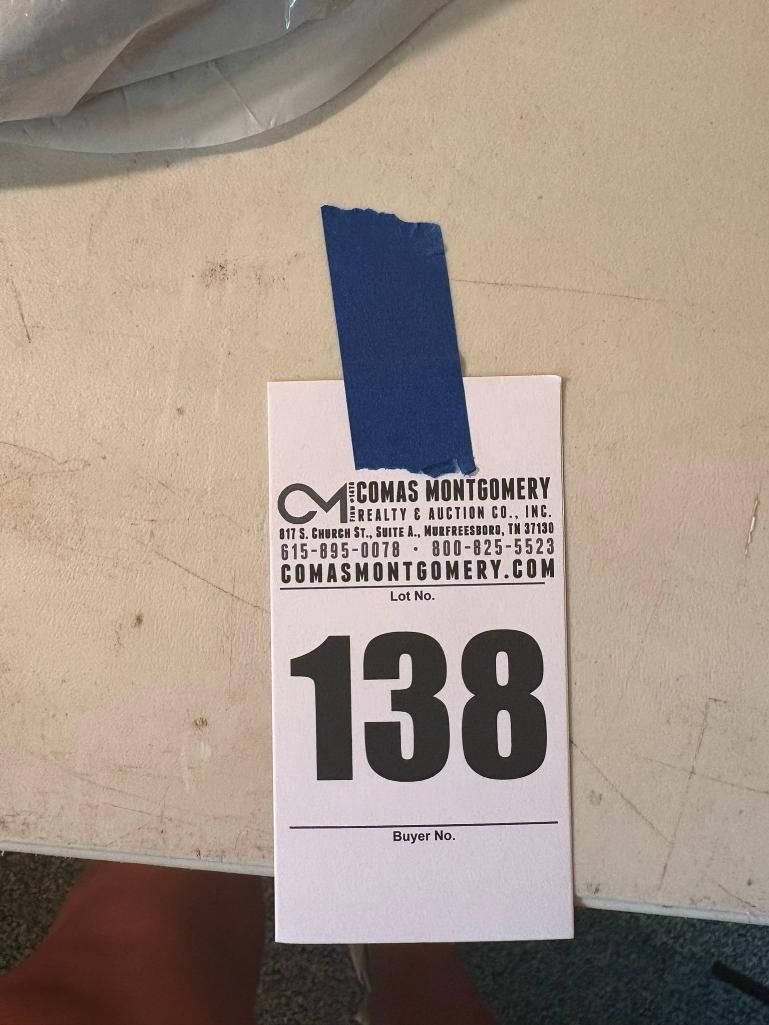 CM COMAS MONTGOMERY
REALTY & AUCTION CO., INC.
817 S. CHURCH ST., SUITE A., MURFREESBORO, TN 37130
615-895-0078 · 800-825-5523
COMASMONTGOMERY.COM
Lot No.
138
Buyer No.